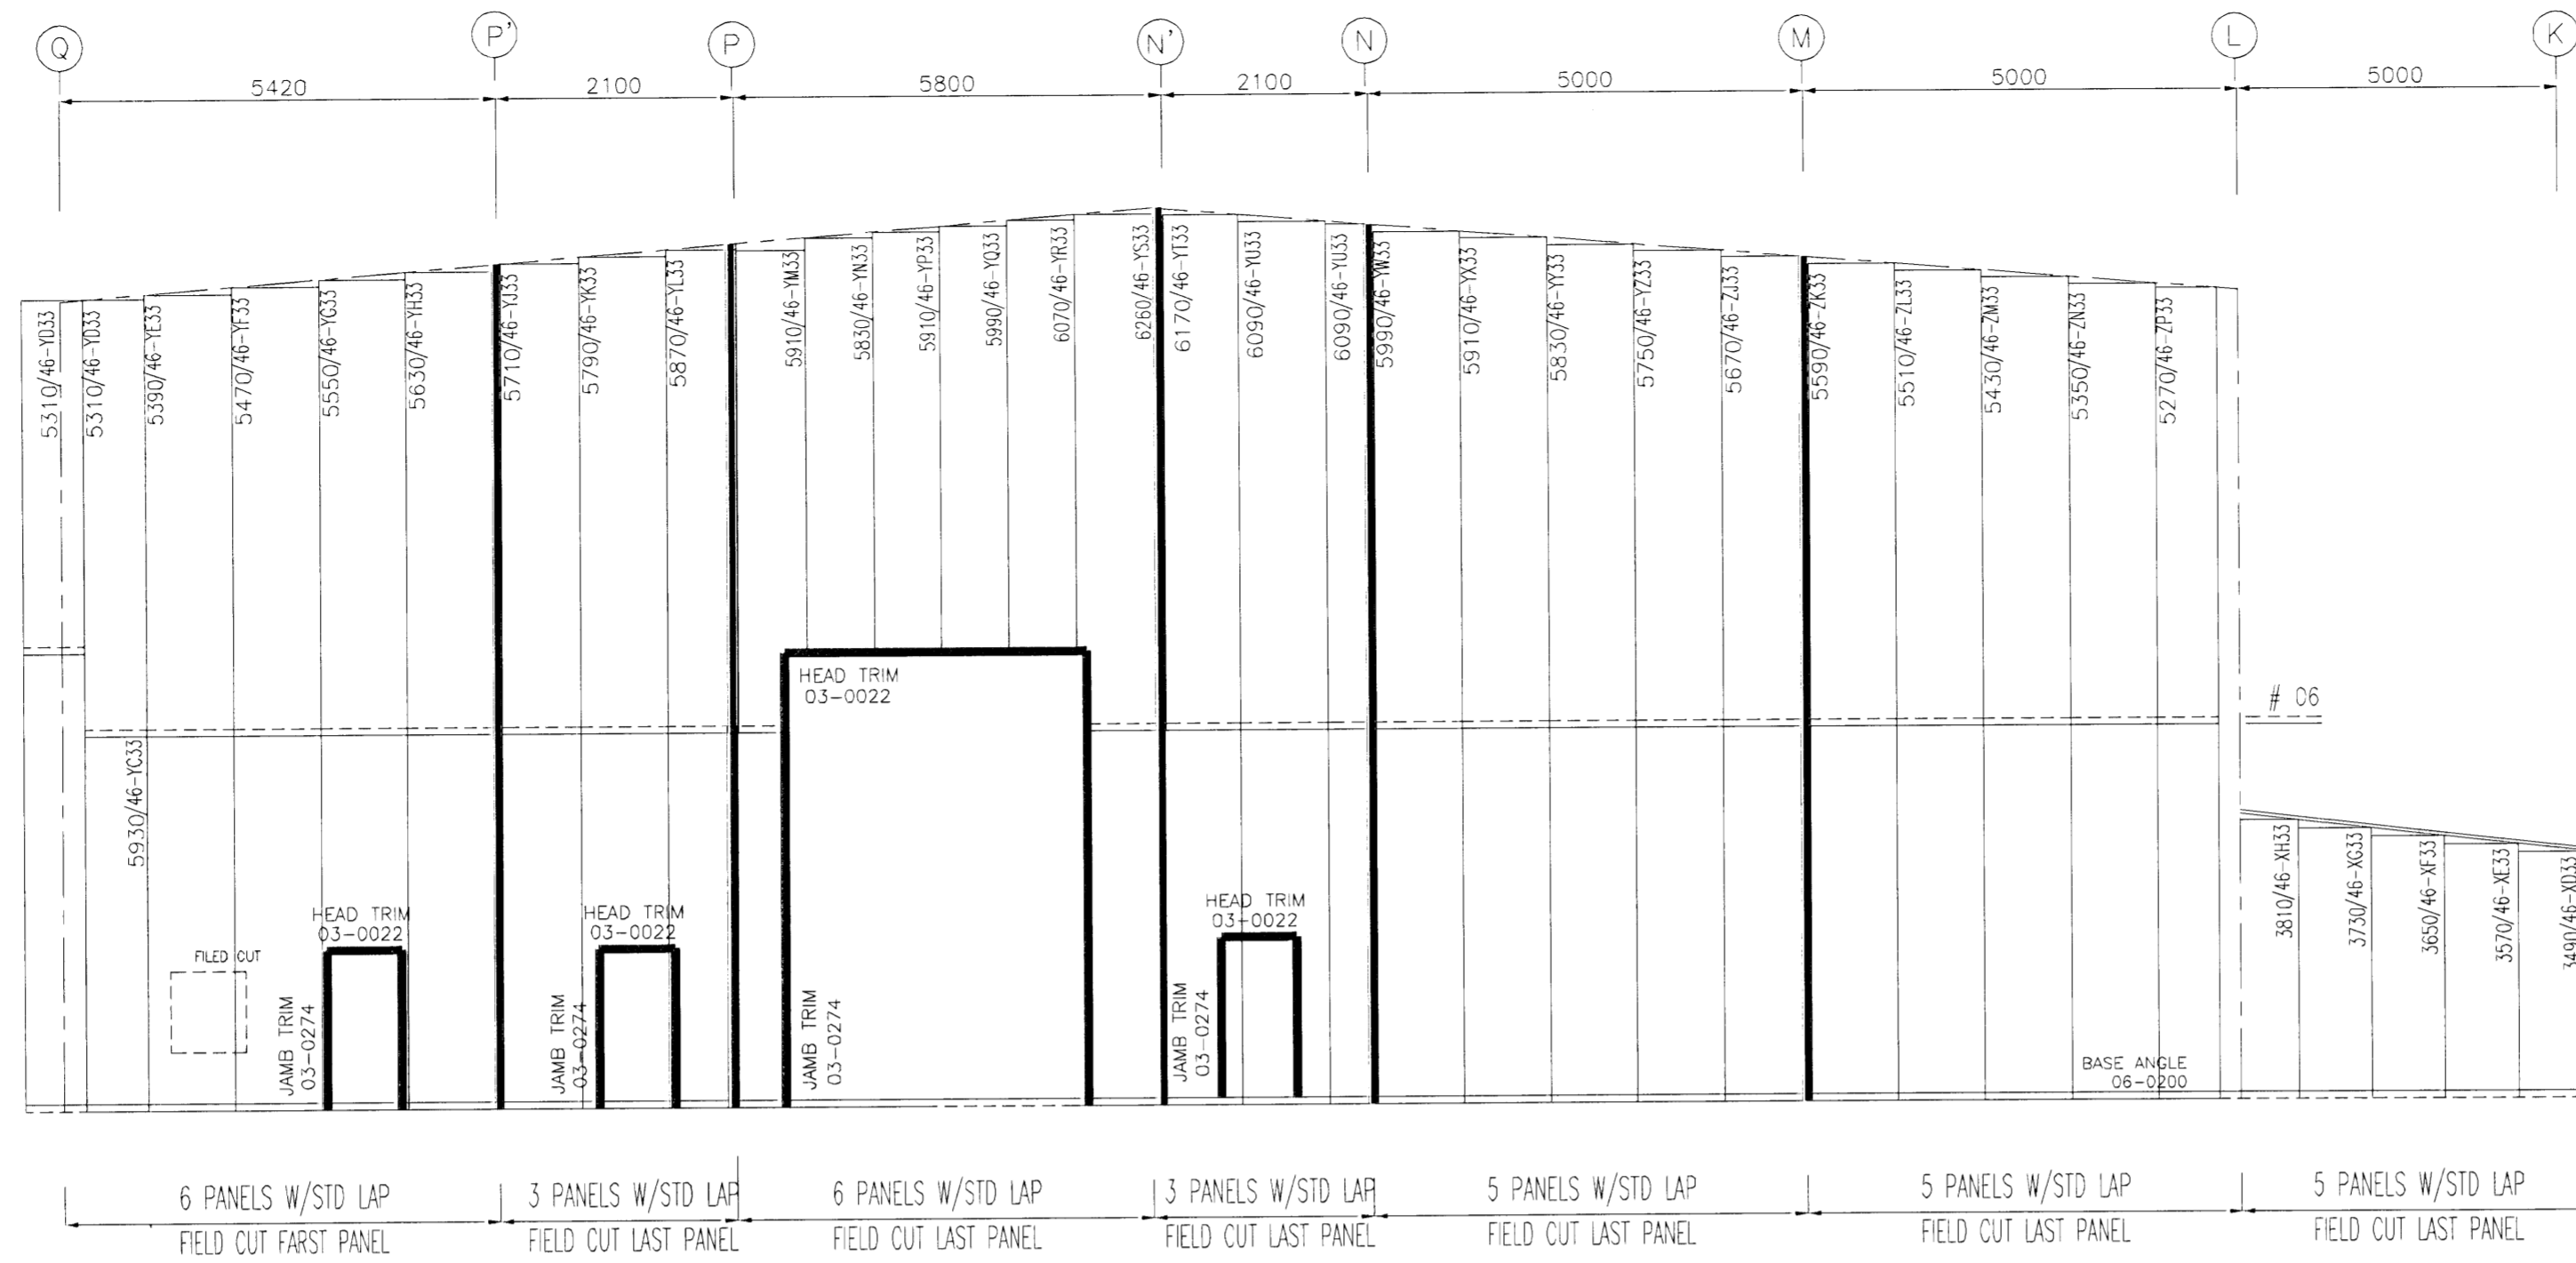 Q
P'
P
N'
N
M
L
K
5420
2100
5800
2100
5000
5000
5000
5310/46-YD33
5310/46-YD33
5390/46-YE33
5470/46-YF33
5550/46-YG33
5630/46-YH33
5710/46-YJ33
5790/46-YK33
5870/46-YL33
5910/46-YM33
5830/46-YN33
5910/46-YP33
5990/46-YQ33
6070/46-YR33
6260/46-YS33
6170/46-YT33
6090/46-YU33
6090/46-YU33
5990/46-YW33
5910/46-YX33
5830/46-YY33
5750/46-YZ33
5670/46-ZJ33
5590/46-ZK33
5510/46-ZL33
5430/46-ZM33
5350/46-ZN33
5270/46-ZP33
HEAD TRIM
03-0022
# 06
5930/46-YC33
3810/46-XH33
3730/46-XG33
3650/46-XF33
3570/46-XE33
3490/46-XD33
HEAD TRIM
03-0022
HEAD TRIM
03-0022
HEAD TRIM
03-0022
FILED CUT
JAMB TRIM
03-0274
JAMB TRIM
03-0274
JAMB TRIM
03-0274
JAMB TRIM
03-0274
BASE ANGLE
06-0200
6 PANELS W/STD LAP
FIELD CUT FARST PANEL
3 PANELS W/STD LAP
FIELD CUT LAST PANEL
6 PANELS W/STD LAP
FIELD CUT LAST PANEL
3 PANELS W/STD LAP
FIELD CUT LAST PANEL
5 PANELS W/STD LAP
FIELD CUT LAST PANEL
5 PANELS W/STD LAP
FIELD CUT LAST PANEL
5 PANELS W/STD LAP
FIELD CUT LAST PANEL